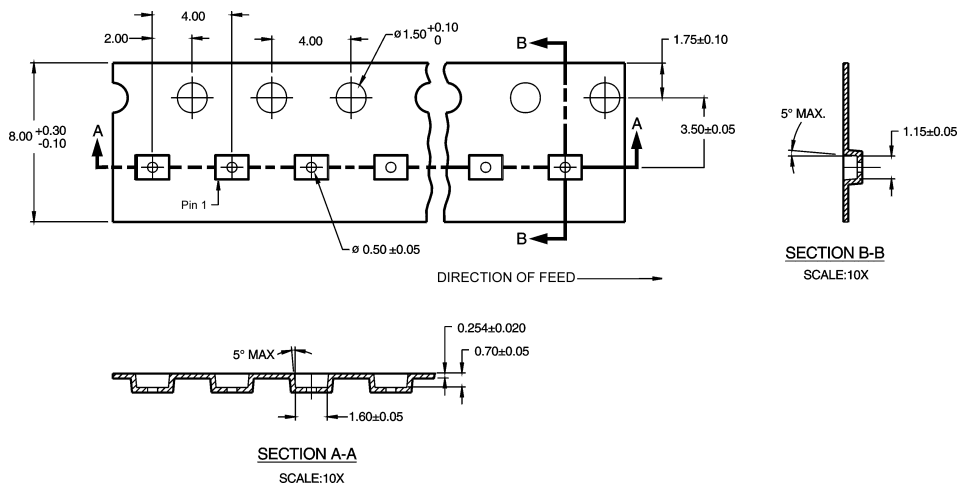 4.00
2.00
4.00
ø 1.50 +0.10
0
B
1.75±0.10
8.00 +0.30
-0.10
A
A
3.50±0.05
5° MAX.
1.15±0.05
Pin 1
ø 0.50 ±0.05
B
DIRECTION OF FEED
SECTION B-B
SCALE:10X
0.254±0.020
5° MAX
0.70±0.05
1.60±0.05
SECTION A-A
SCALE:10X